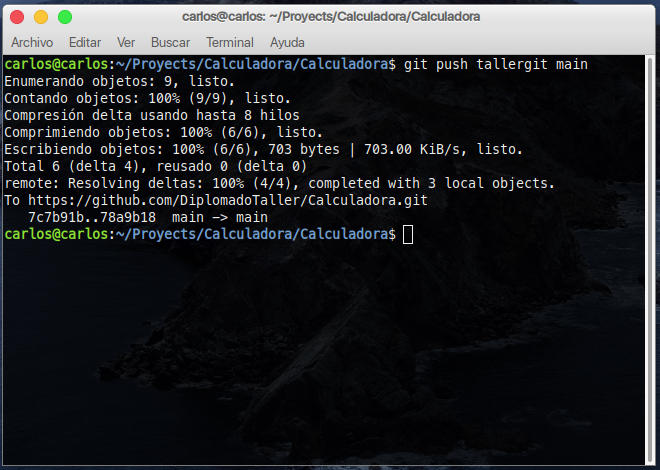 carlos@carlos: ~/Proyects/Calculadora/Calculadora
Archivo Editar Ver Buscar Terminal Ayuda
carlos@carlos:~/Proyects/Calculadora/Calculadora$ git push tallergit main
Enumerando objetos: 9, listo.
Contando objetos: 100% (9/9), listo.
Compresión delta usando hasta 8 hilos
Comprimiendo objetos: 100% (6/6), listo.
Escribiendo objetos: 100% (6/6), 703 bytes | 703.00 KiB/s, listo.
Total 6 (delta 4), reusado 0 (delta 0)
remote: Resolving deltas: 100% (4/4), completed with 3 local objects.
To https://github.com/DiplomadoTaller/Calculadora.git
   7c7b91b..78a9b18  main -> main
carlos@carlos:~/Proyects/Calculadora/Calculadora$